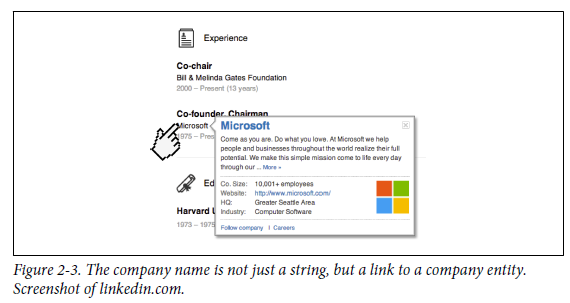 Experience
Co-chair
Bill & Melinda Gates Foundation
2000 – Present (13 years)
Co-founder, Chairman
Microsoft
1975 – Pres
Microsoft
Come as you are. Do what you love. At Microsoft we help
people and businesses throughout the world realize their full
potential. We make this simple mission come to life every day
through our ... More »
Co. Size: 10,001+ employees
Website: http://www.microsoft.com/
HQ: Greater Seattle Area
Industry: Computer Software
Follow company | Careers
Ed
Harvard U
1973 – 1975
Figure 2-3. The company name is not just a string, but a link to a company entity.
Screenshot of linkedin.com.